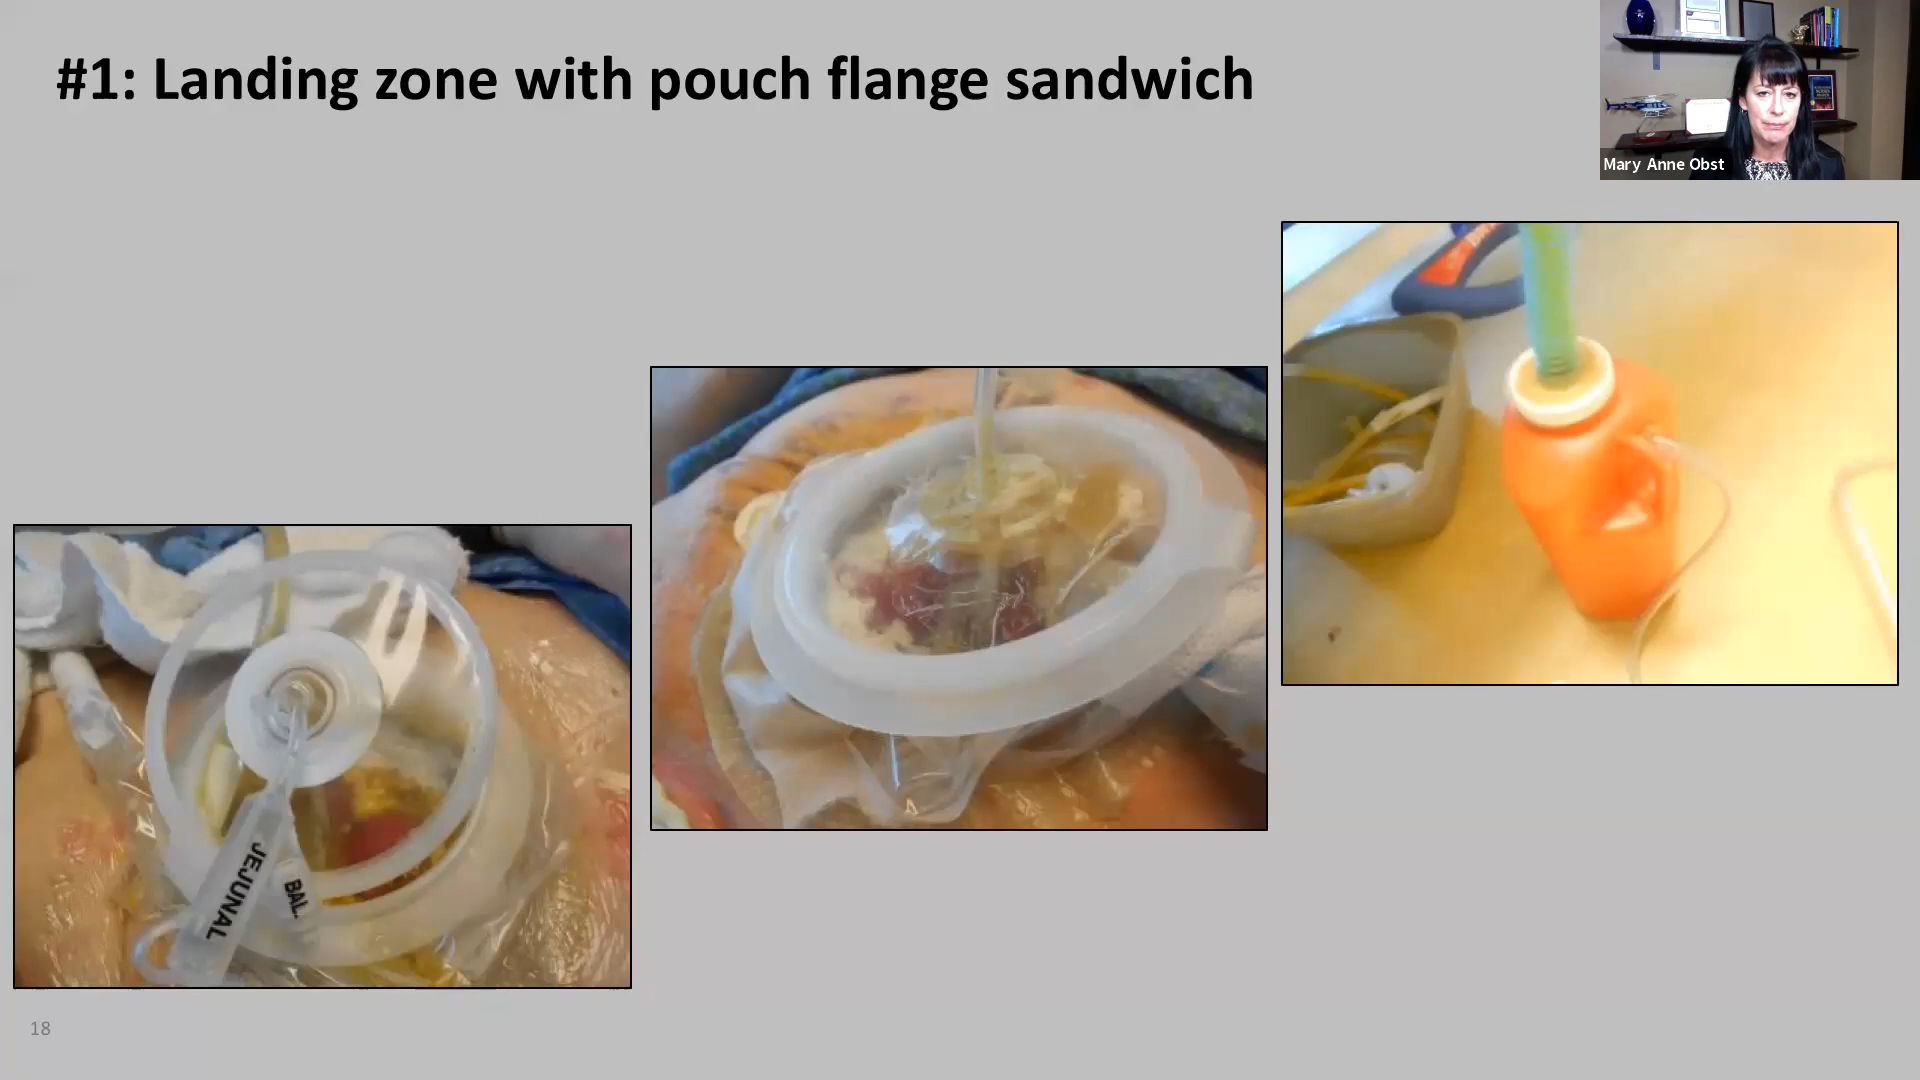 #1: Landing zone with pouch flange sandwich
Mary Anne Obst
JEJUNAL
BAL.
18